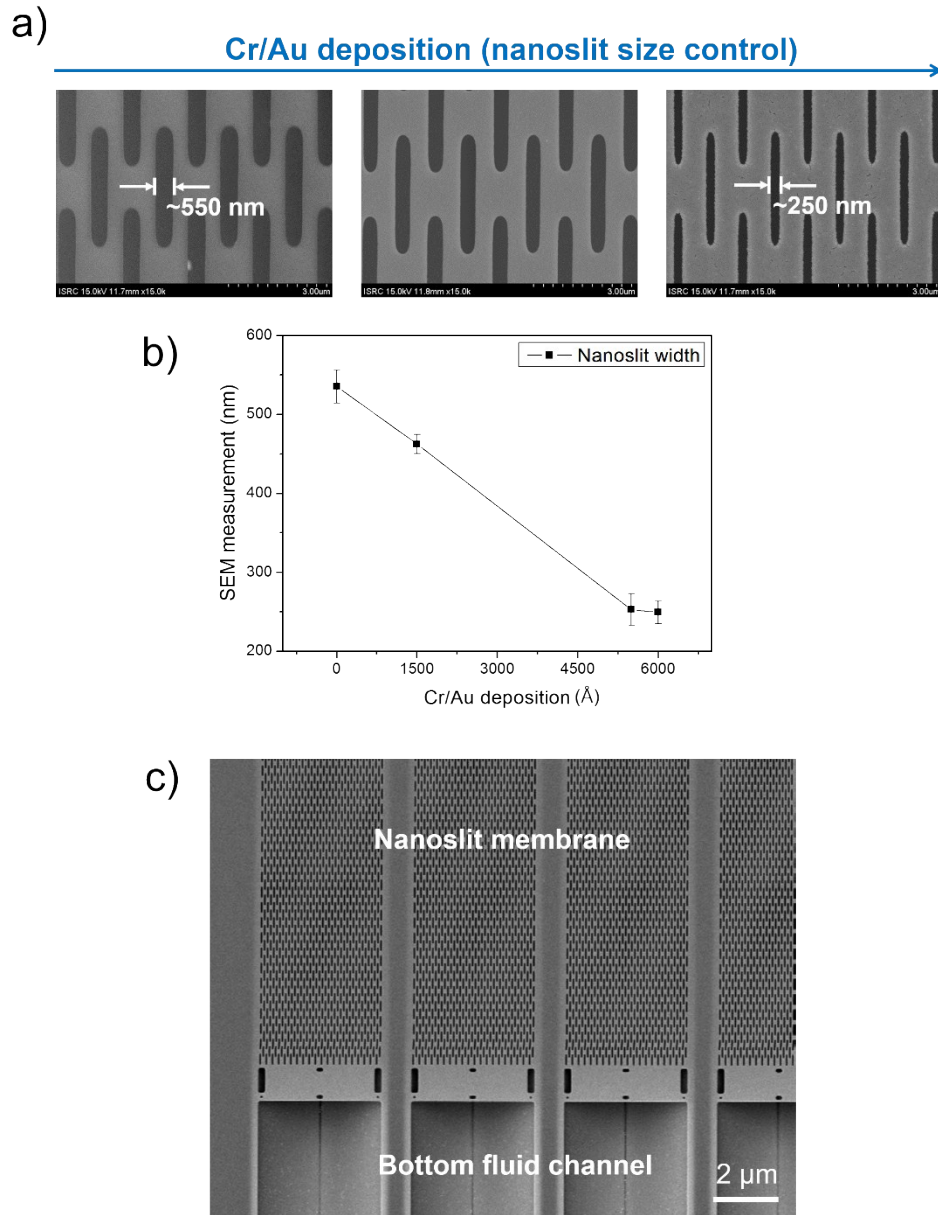 a)
Cr/Au deposition (nanoslit size control)
~550 nm
~250 nm
ISRC 15.0kV 11.7mm x15.0k 3.00um
ISRC 15.0kV 11.8mm x15.0k 3.00um
ISRC 15.0kV 11.7mm x15.0k 3.00um
b)
600
500
400
300
200
SEM measurement (nm)
Nanoslit width
0 1500 3000 4500 6000
Cr/Au deposition (Å)
c)
Nanoslit membrane
Bottom fluid channel
2 μm